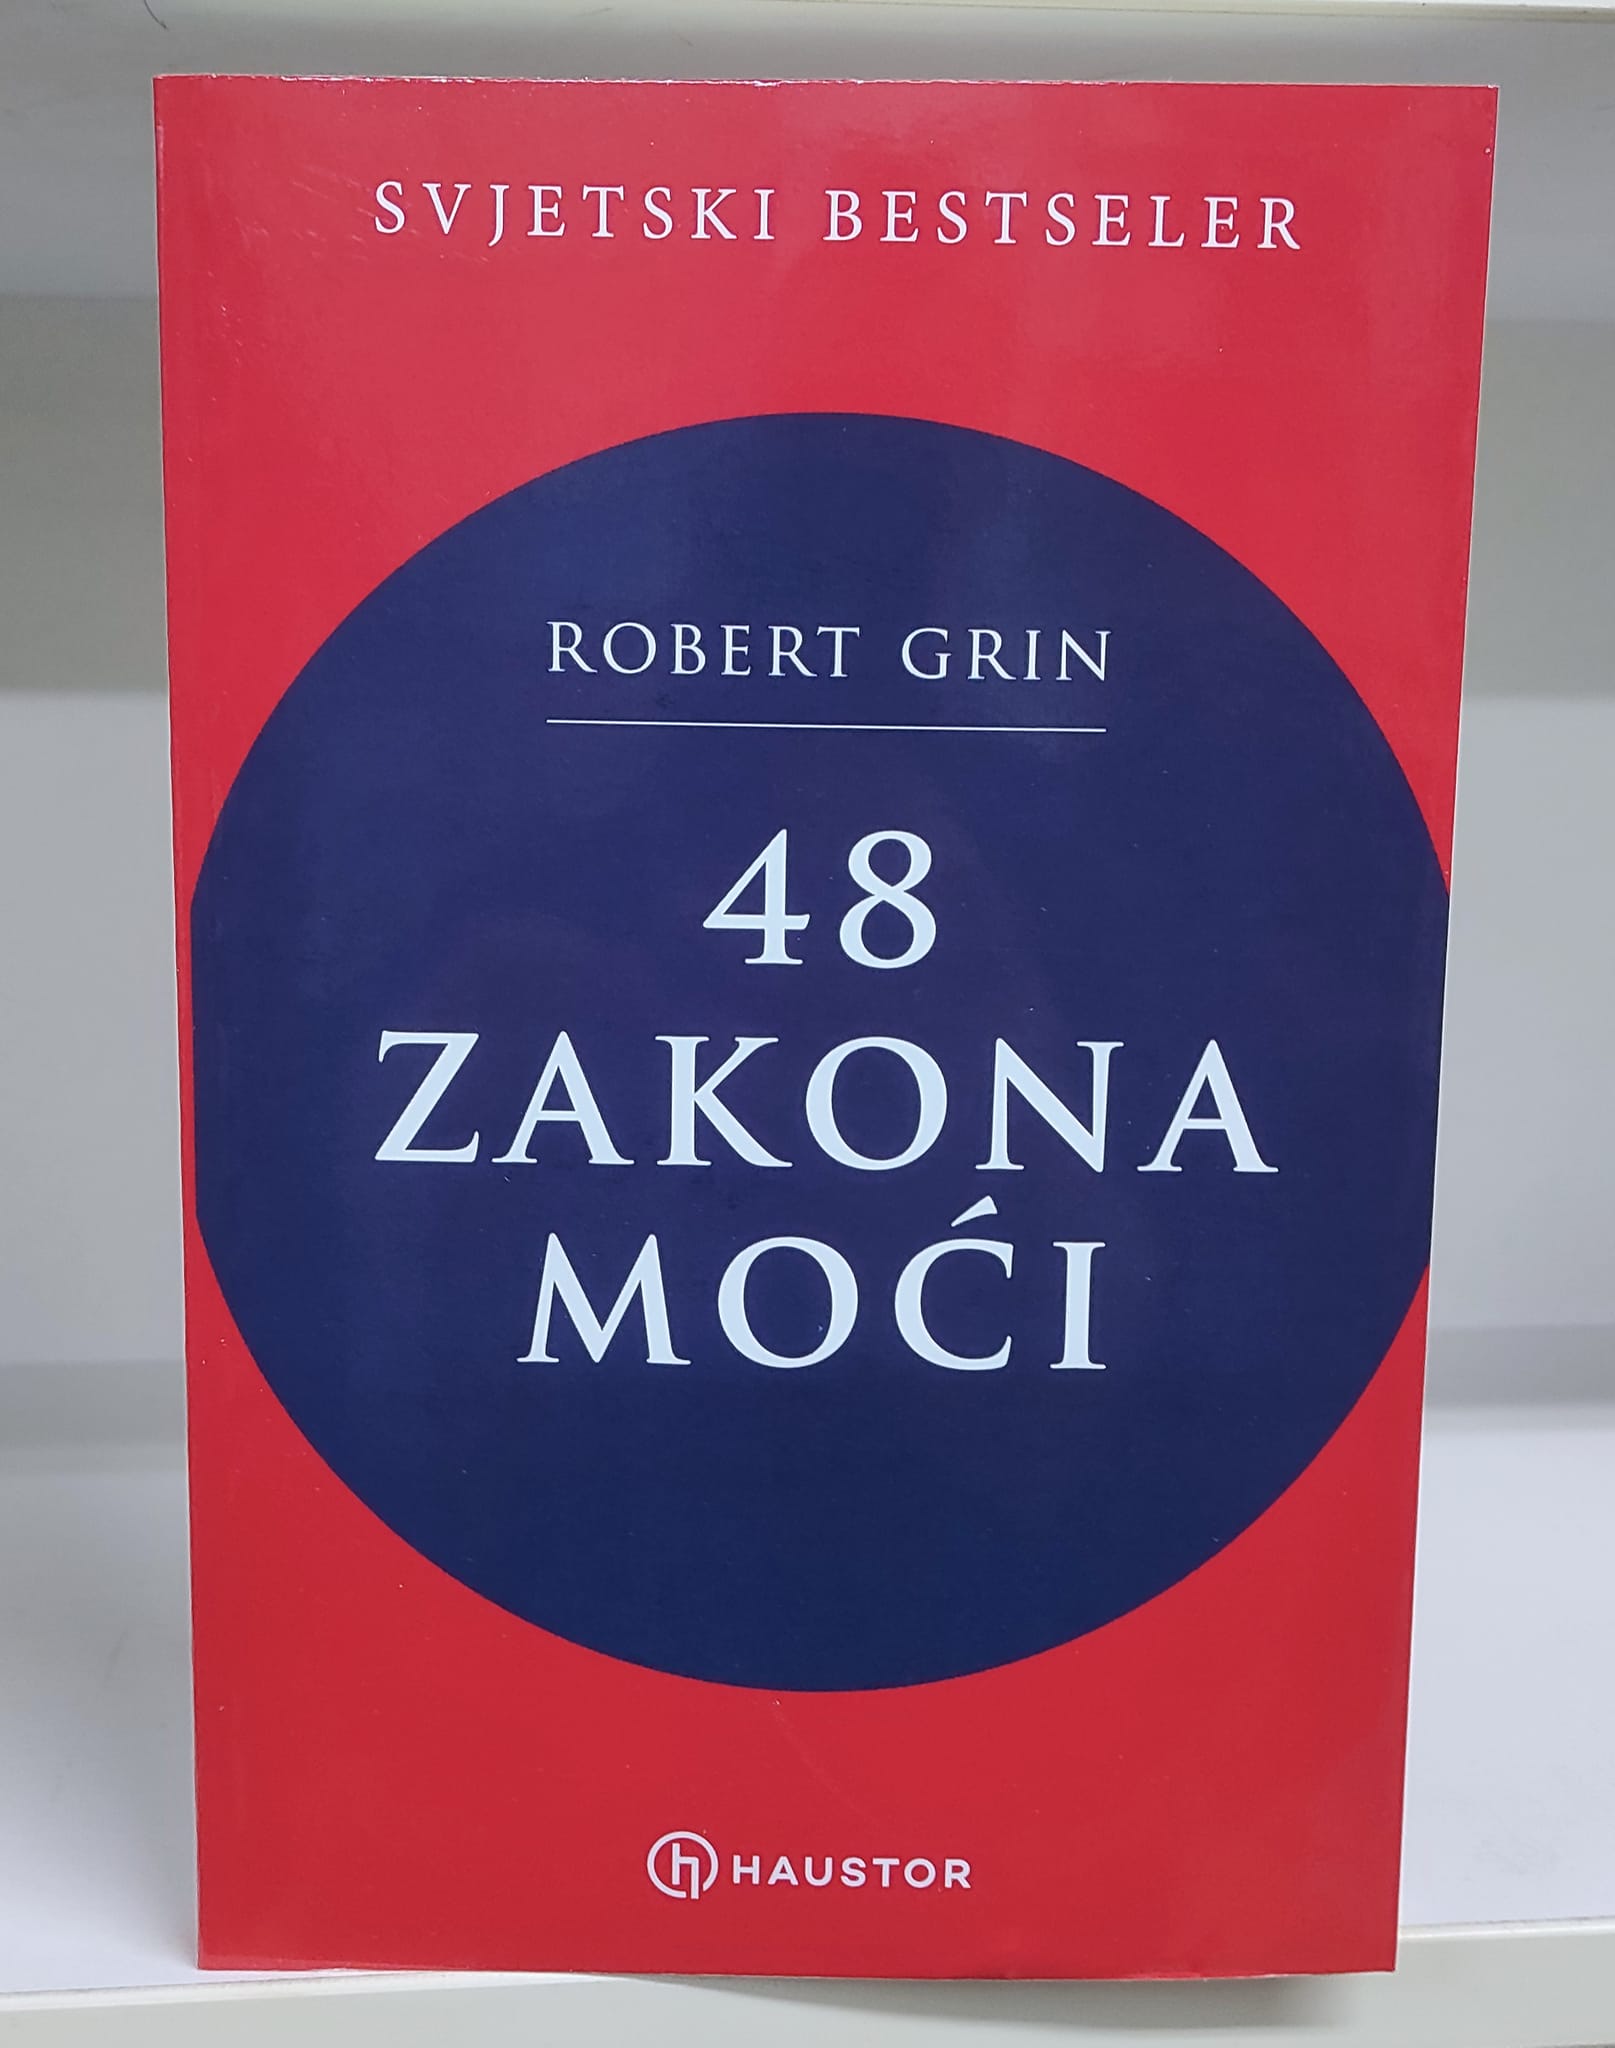 SVJETSKI BESTSELER
ROBERT GRIN
48
ZAKONA
MOĆI
HAUSTOR